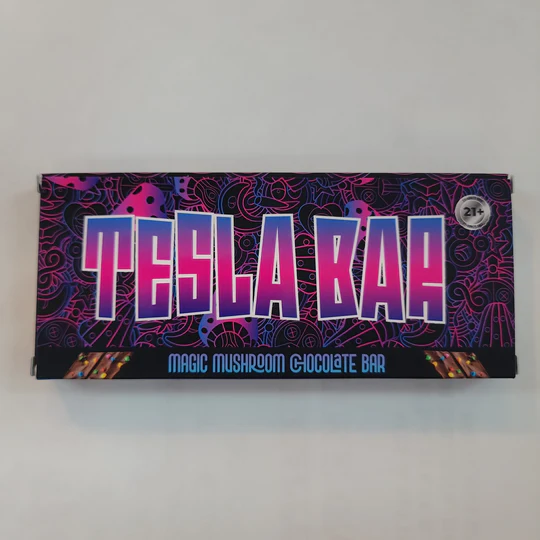 21+
TESLA BAR
MAGIC MUSHROOM CHOCOLATE BAR